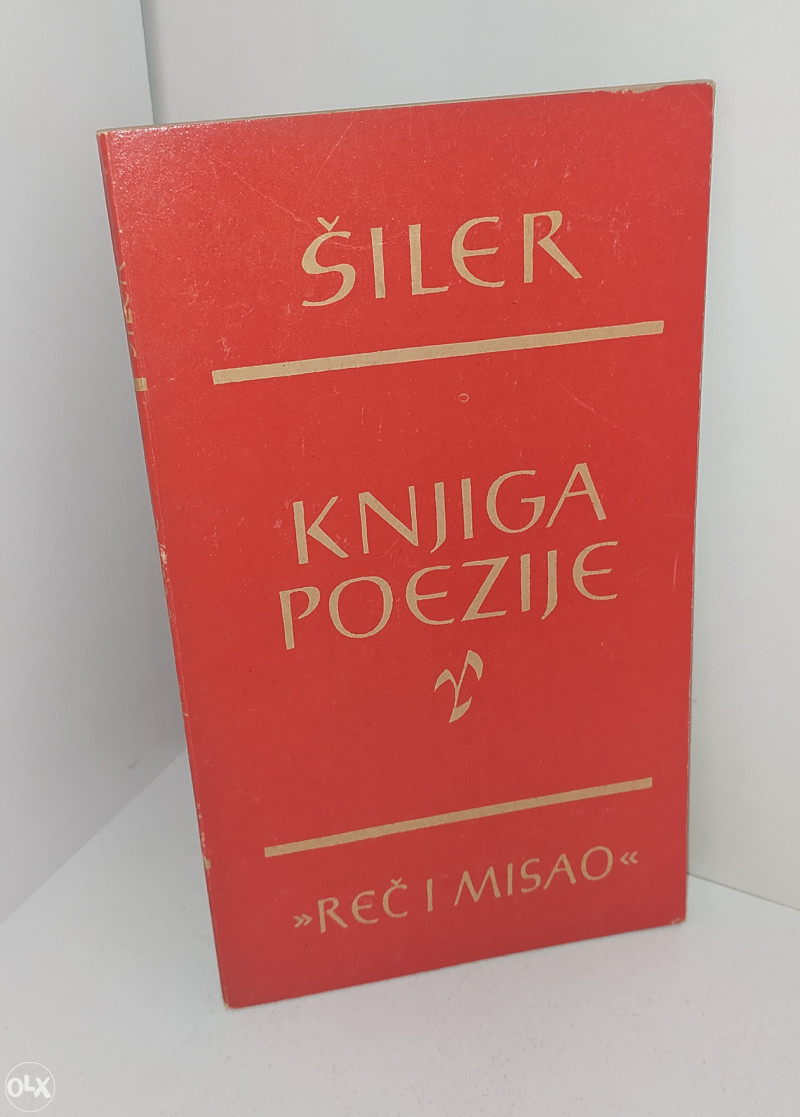 ŠILER
KNJIGA
POEZIJE
»REČ I MISAO«
OLX